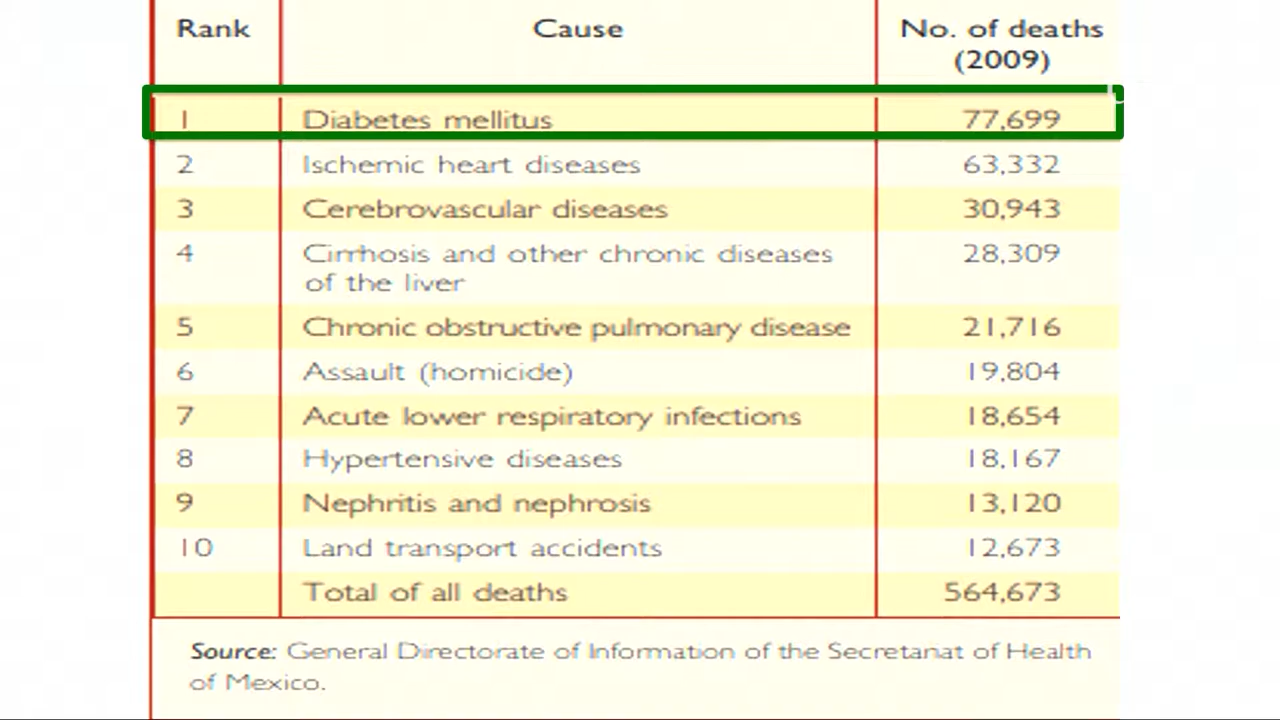 Rank Cause No. of deaths
(2009)
1 Diabetes mellitus 77,699
2 Ischemic heart diseases 63,332
3 Cerebrovascular diseases 30,943
4 Cirrhosis and other chronic diseases 28,309
of the liver
5 Chronic obstructive pulmonary disease 21,716
6 Assault (homicide) 19,804
7 Acute lower respiratory infections 18,654
8 Hypertensive diseases 18,167
9 Nephritis and nephrosis 13,120
10 Land transport accidents 12,673
Total of all deaths 564,673
Source: General Directorate of Information of the Secretariat of Health
of Mexico.